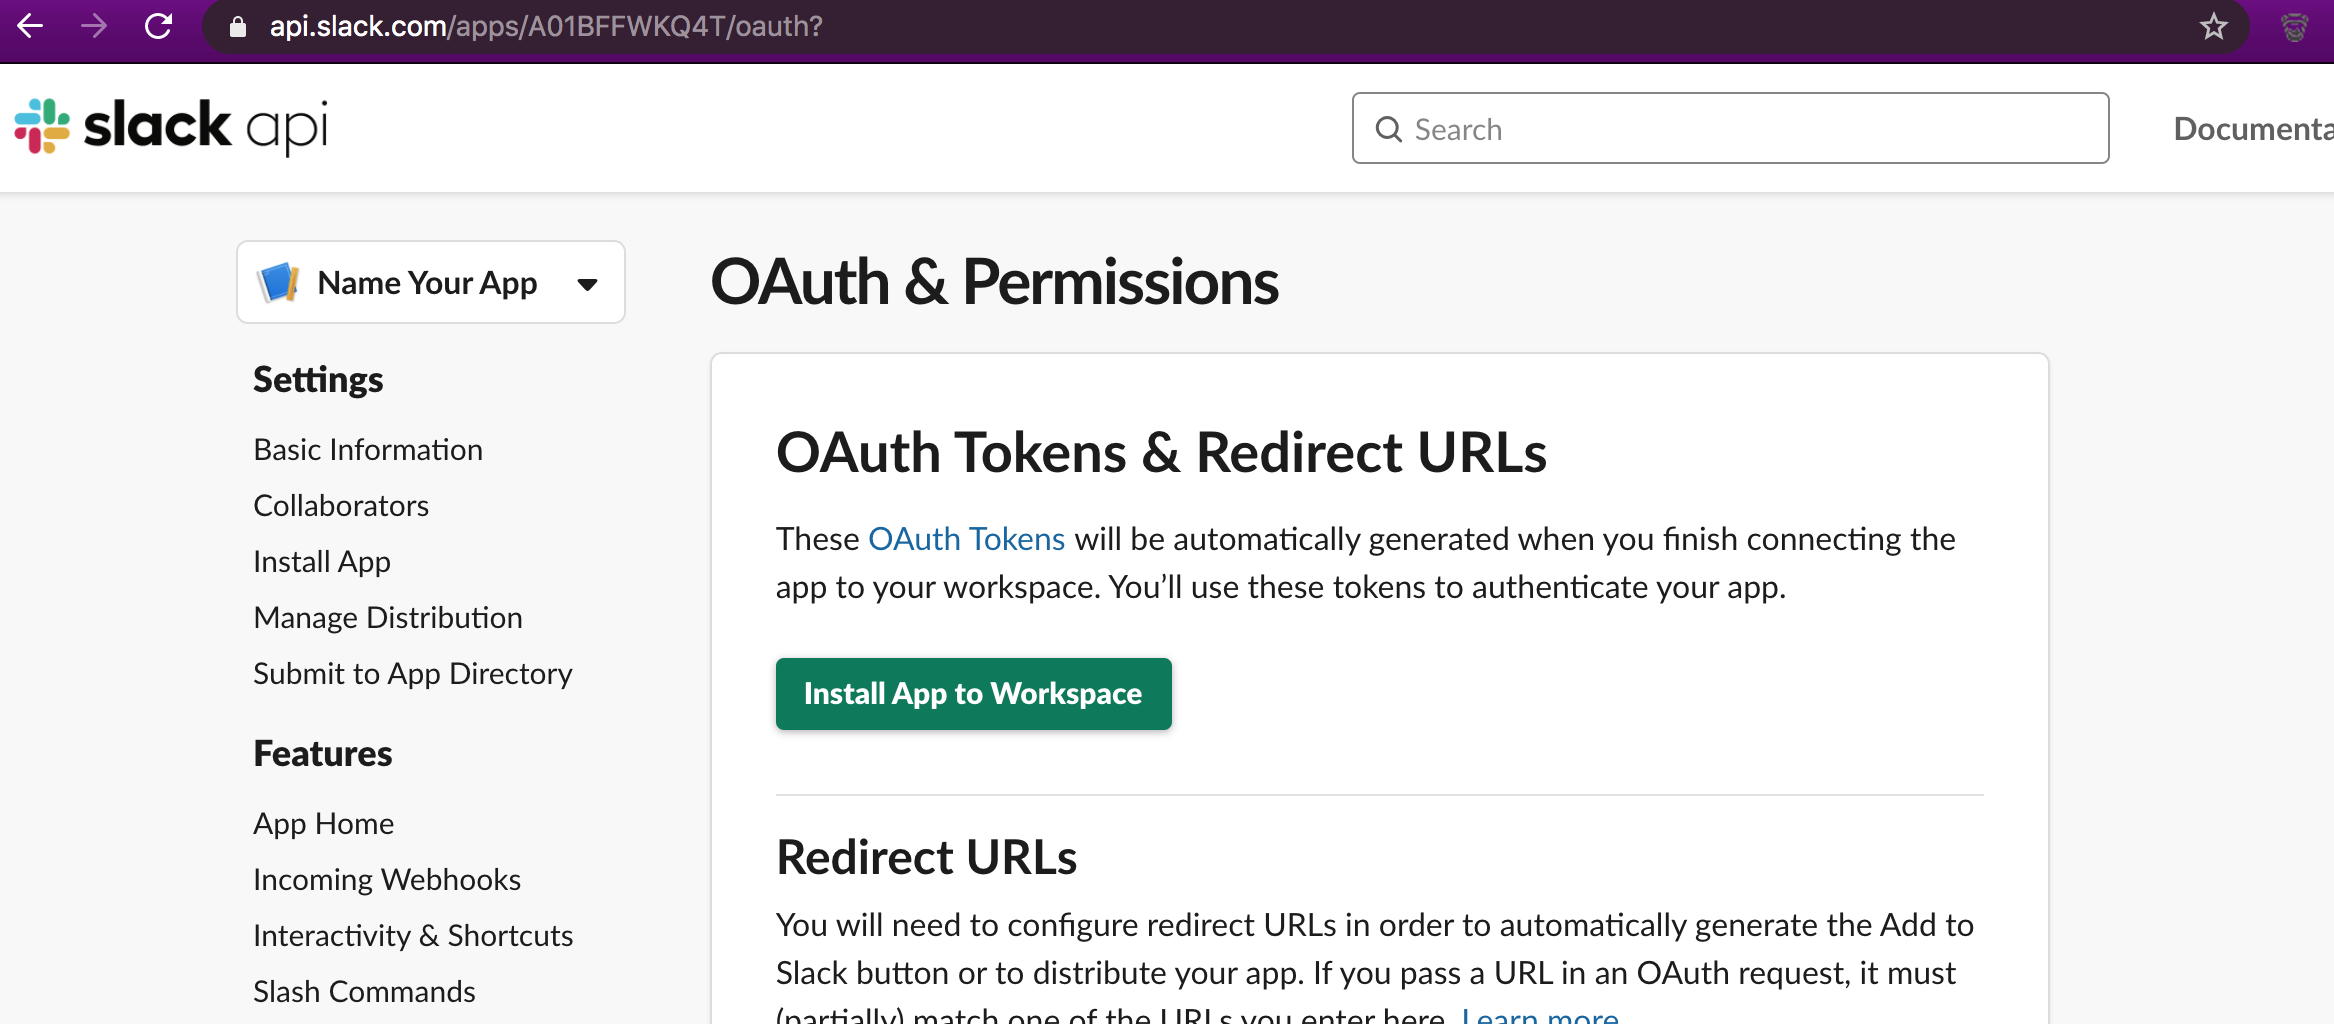 api.slack.com/apps/A01BFFWKQ4T/oauth?
slack api
Search
Documenta
Name Your App
Settings
Basic Information
Collaborators
Install App
Manage Distribution
Submit to App Directory
Features
App Home
Incoming Webhooks
Interactivity & Shortcuts
Slash Commands
OAuth & Permissions
OAuth Tokens & Redirect URLs
These OAuth Tokens will be automatically generated when you finish connecting the
app to your workspace. You’ll use these tokens to authenticate your app.
Install App to Workspace
Redirect URLs
You will need to configure redirect URLs in order to automatically generate the Add to
Slack button or to distribute your app. If you pass a URL in an OAuth request, it must
(partially) match one of the URLs you enter here. Learn more